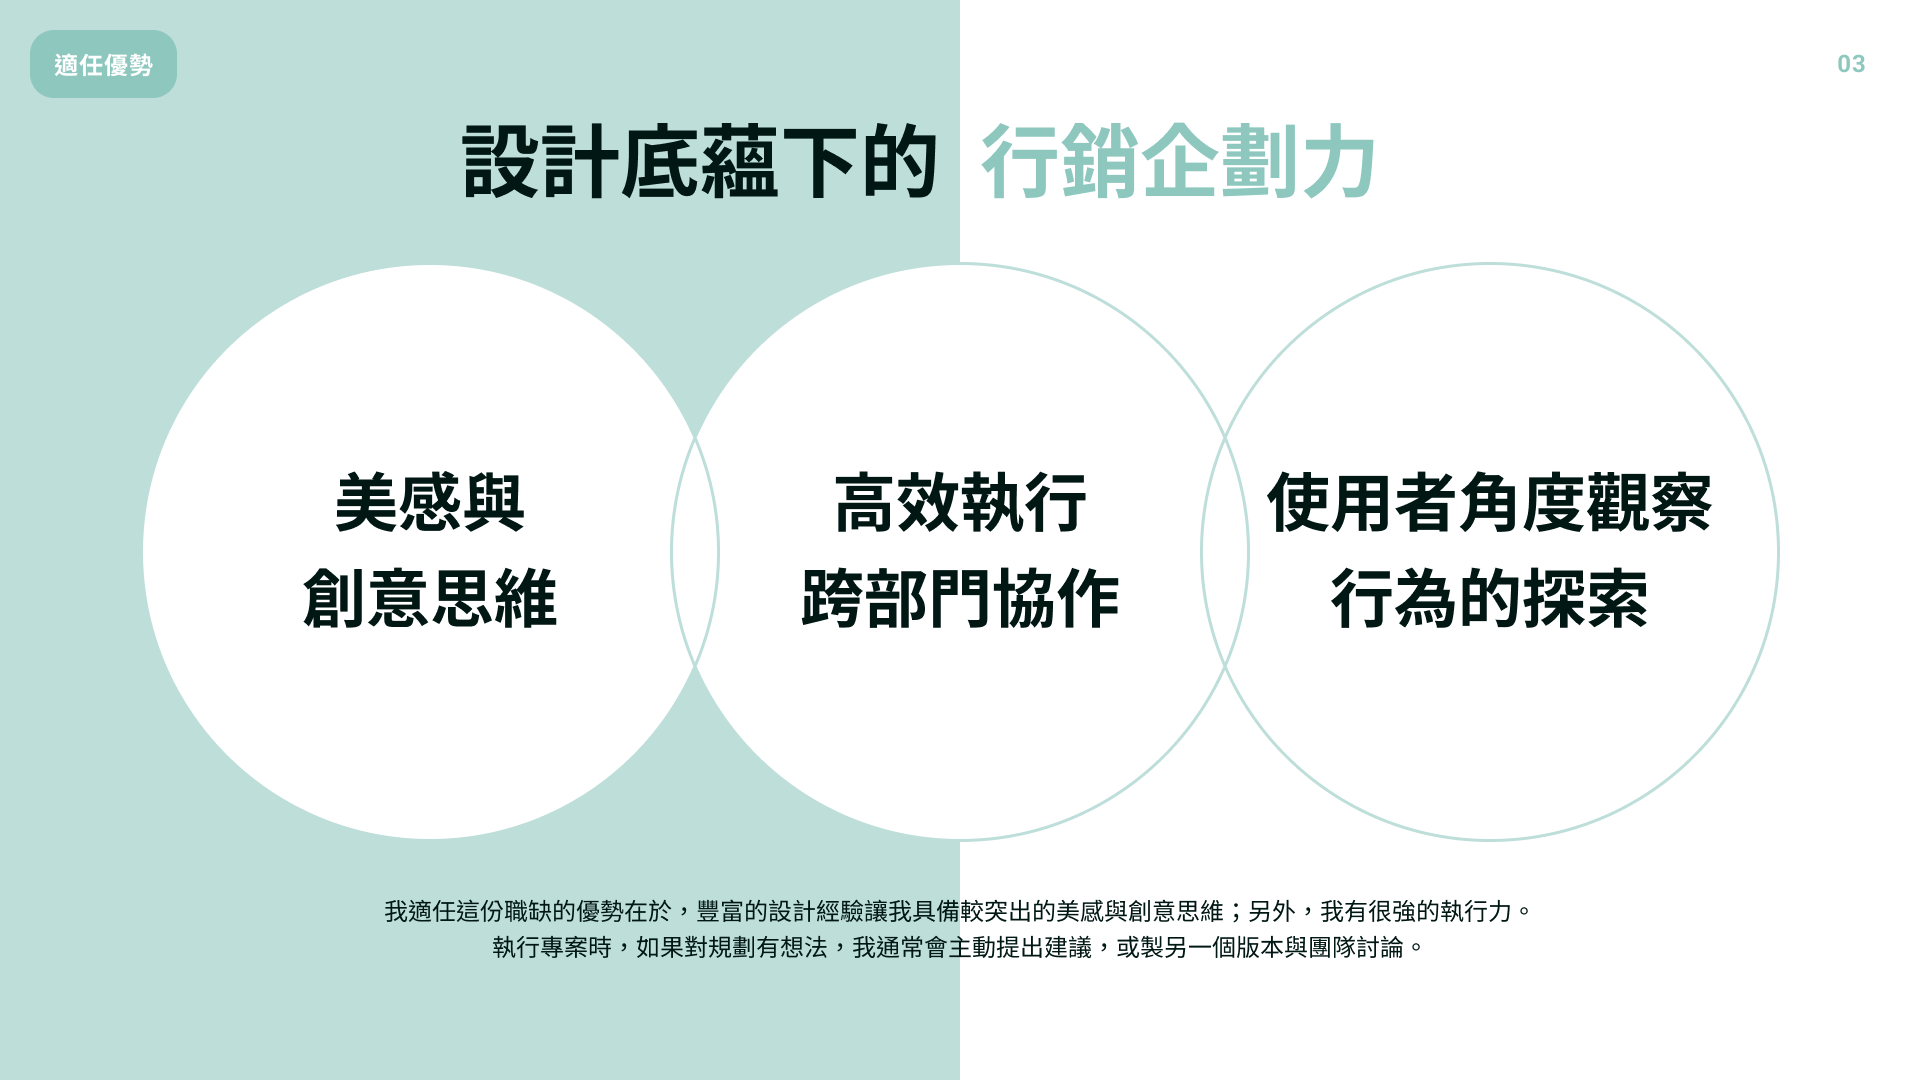 適任優勢
03
設計底蘊下的 行銷企劃力
美感與
創意思維
高效執行
跨部門協作
使用者角度觀察
行為的探索
我適任這份職缺的優勢在於，豐富的設計經驗讓我具備較突出的美感與創意思維；另外，我有很強的執行力。
執行專案時，如果對規劃有想法，我通常會主動提出建議，或製另一個版本與團隊討論。